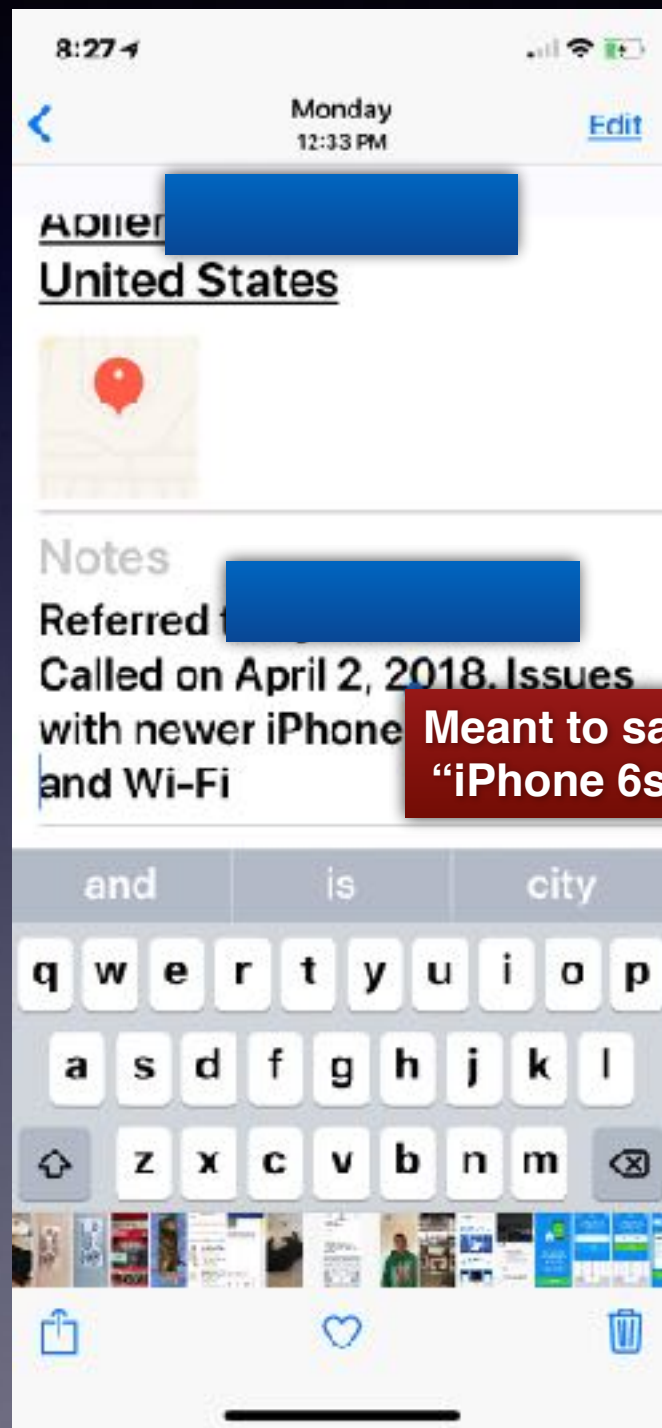 8:27
Monday
12:33 PM
Edit
Abilen
United States
Notes
Referred
Called on April 2, 2018. Issues
with newer iPhone
Meant to sa
“iPhone 6s
and Wi-Fi
and is city
q w e r t y u i o p
a s d f g h j k l
z x c v b n m